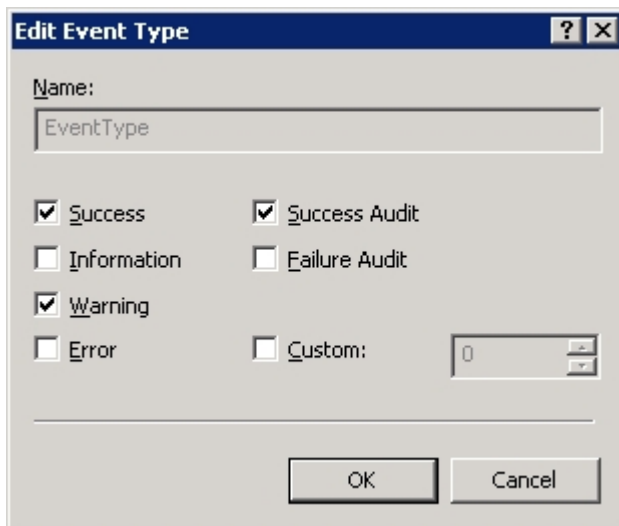 Edit Event Type
Name:
EventType
Success Success Audit
Information Failure Audit
Warning
Error Custom: 0
OK Cancel